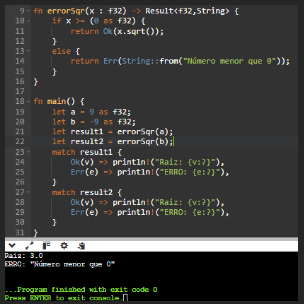 9 fn errorSqr(x : f32) -> Result<f32,String> {
10 if x >= (0 as f32) {
11 return Ok(x.sqrt());
12 }
13 else {
14 return Err(String::from("Número menor que 0"));
15 }
16 }
17
18 fn main() {
19 let a = 9 as f32;
20 let b = -9 as f32;
21 let result1 = errorSqr(a);
22 let result2 = errorSqr(b);
23 match result1 {
24 Ok(v) => println!("Raiz: {v:?}"),
25 Err(e) => println!("ERRO: {e:?}"),
26 }
27 match result2 {
28 Ok(v) => println!("Raiz: {v:?}"),
29 Err(e) => println!("ERRO: {e:?}"),
30 }
31 }
Raiz: 3.0
ERRO: "Número menor que 0"
...Program finished with exit code 0
Press ENTER to exit console.